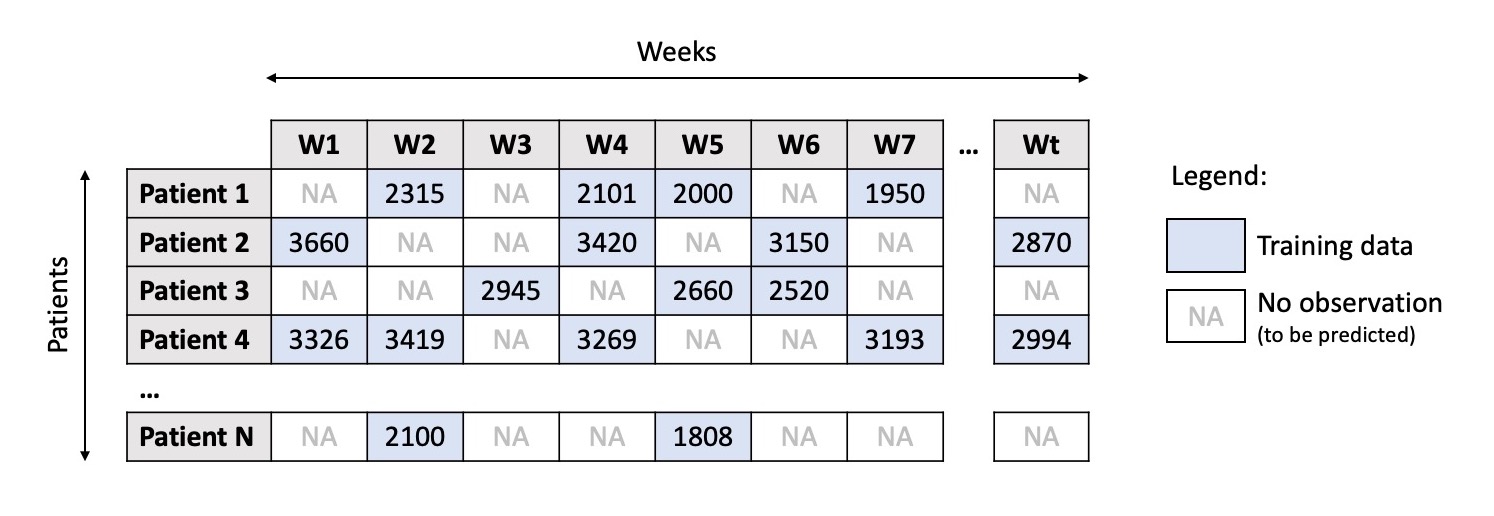 Weeks
W1 W2 W3 W4 W5 W6 W7 ... Wt
Patients
Patient 1 NA 2315 NA 2101 2000 NA 1950 NA
Patient 2 3660 NA NA 3420 NA 3150 NA 2870
Patient 3 NA NA 2945 NA 2660 2520 NA NA
Patient 4 3326 3419 NA 3269 NA NA 3193 2994
...
Patient N NA 2100 NA NA 1808 NA NA NA
Legend:
Training data
NA No observation
(to be predicted)